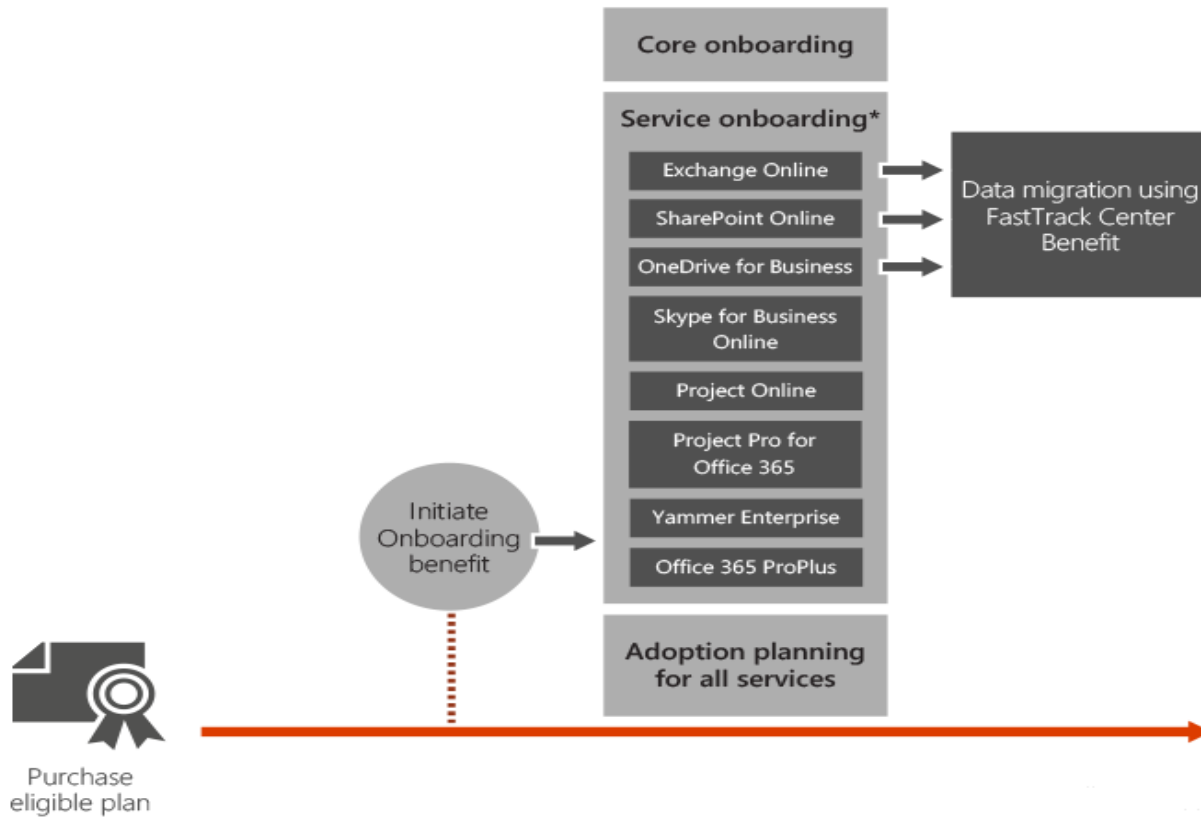 Core onboarding
Service onboarding*
Exchange Online
SharePoint Online
OneDrive for Business
Skype for Business
Online
Project Online
Project Pro for
Office 365
Yammer Enterprise
Office 365 ProPlus
Data migration using
FastTrack Center
Benefit
Initiate
Onboarding
benefit
Adoption planning
for all services
Purchase
eligible plan